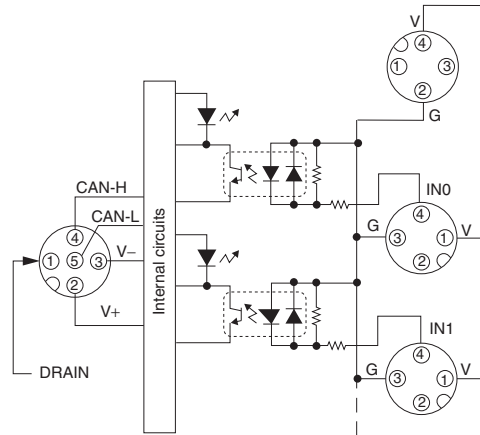 V
4
1 3
2
G
CAN-H
CAN-L
4
1 5 3
2
V−
V+
DRAIN
Internal circuits
IN0
4
G 3 1 V
2
IN1
4
G 3 1 V
2